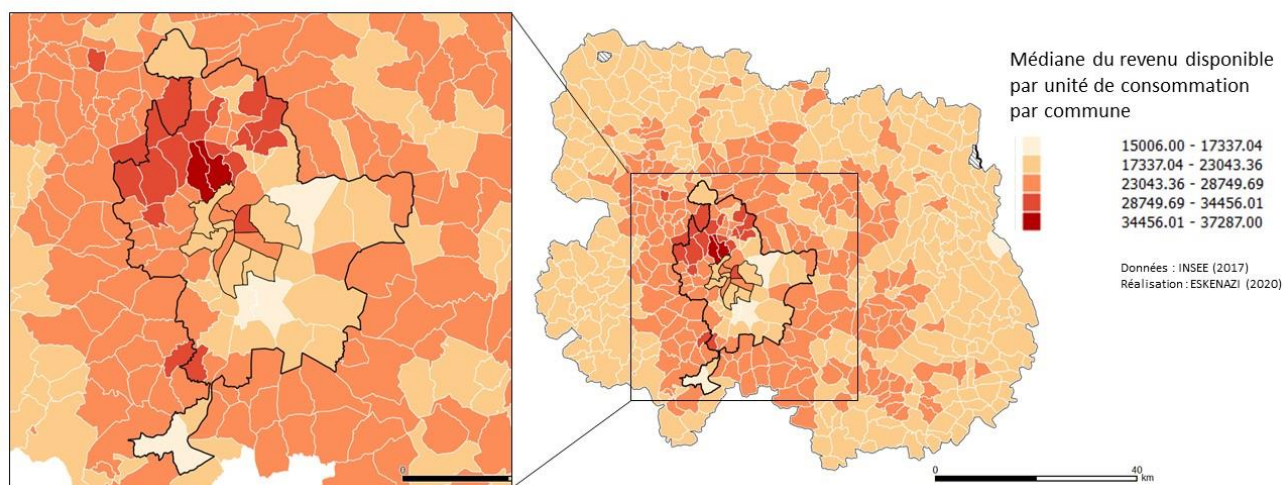 Médiane du revenu disponible
par unité de consommation
par commune
15006.00 - 17337.04
17337.04 - 23043.36
23043.36 - 28749.69
28749.69 - 34456.01
34456.01 - 37287.00
Données : INSEE (2017)
Réalisation : ESKENAZI (2020)
0
0 40
km